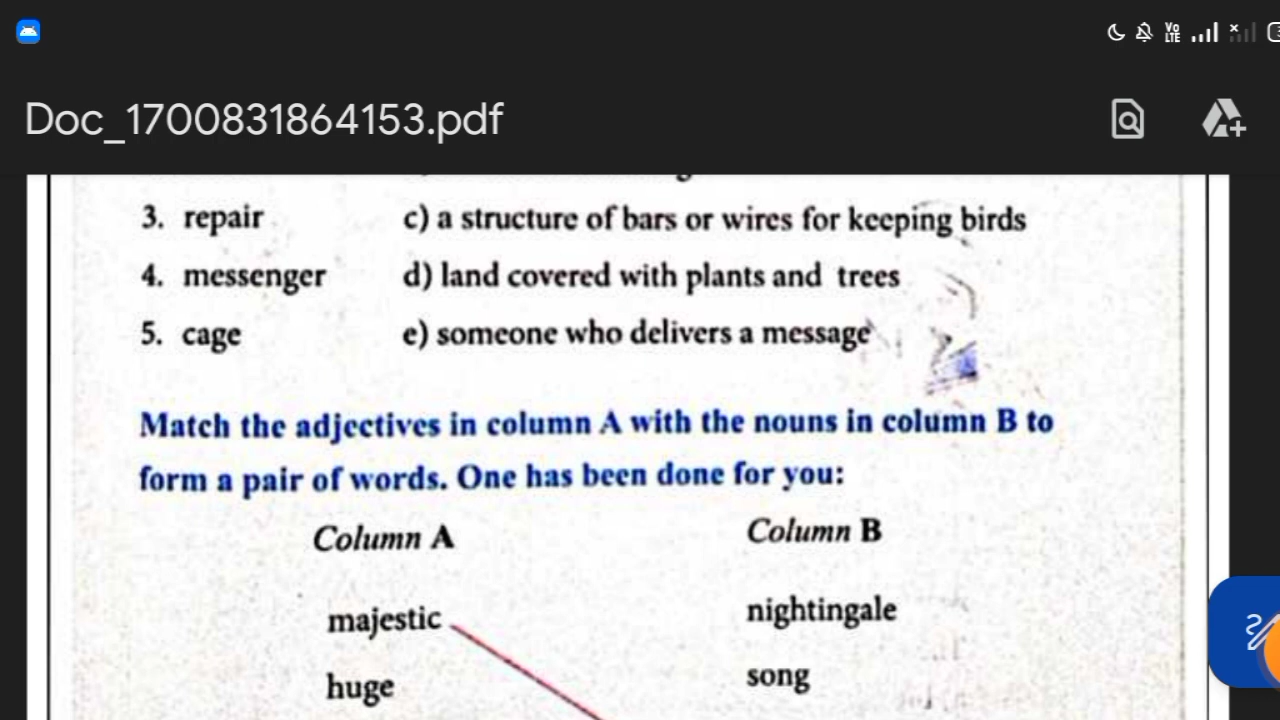 Vo
LTE
Doc_1700831864153.pdf
3. repair c) a structure of bars or wires for keeping birds
4. messenger d) land covered with plants and trees
5. cage e) someone who delivers a message
Match the adjectives in column A with the nouns in column B to
form a pair of words. One has been done for you:
Column A Column B
majestic nightingale
huge song